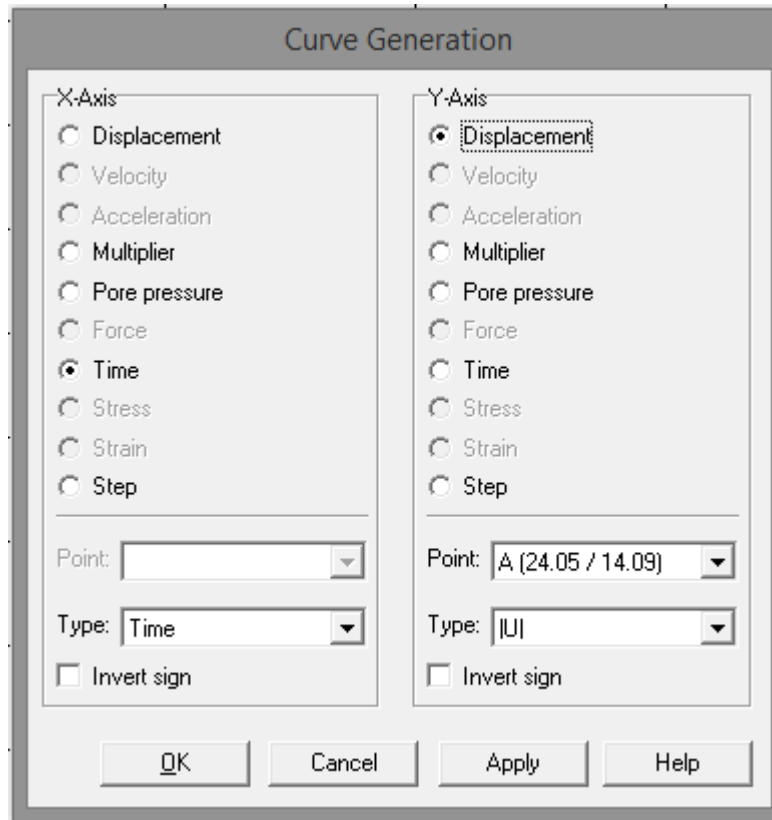 Curve Generation
X-Axis
Displacement
Velocity
Acceleration
Multiplier
Pore pressure
Force
Time
Stress
Strain
Step
Point:
Type: Time
Invert sign
Y-Axis
Displacement
Velocity
Acceleration
Multiplier
Pore pressure
Force
Time
Stress
Strain
Step
Point: A (24.05 / 14.09)
Type: |U|
Invert sign
OK Cancel Apply Help